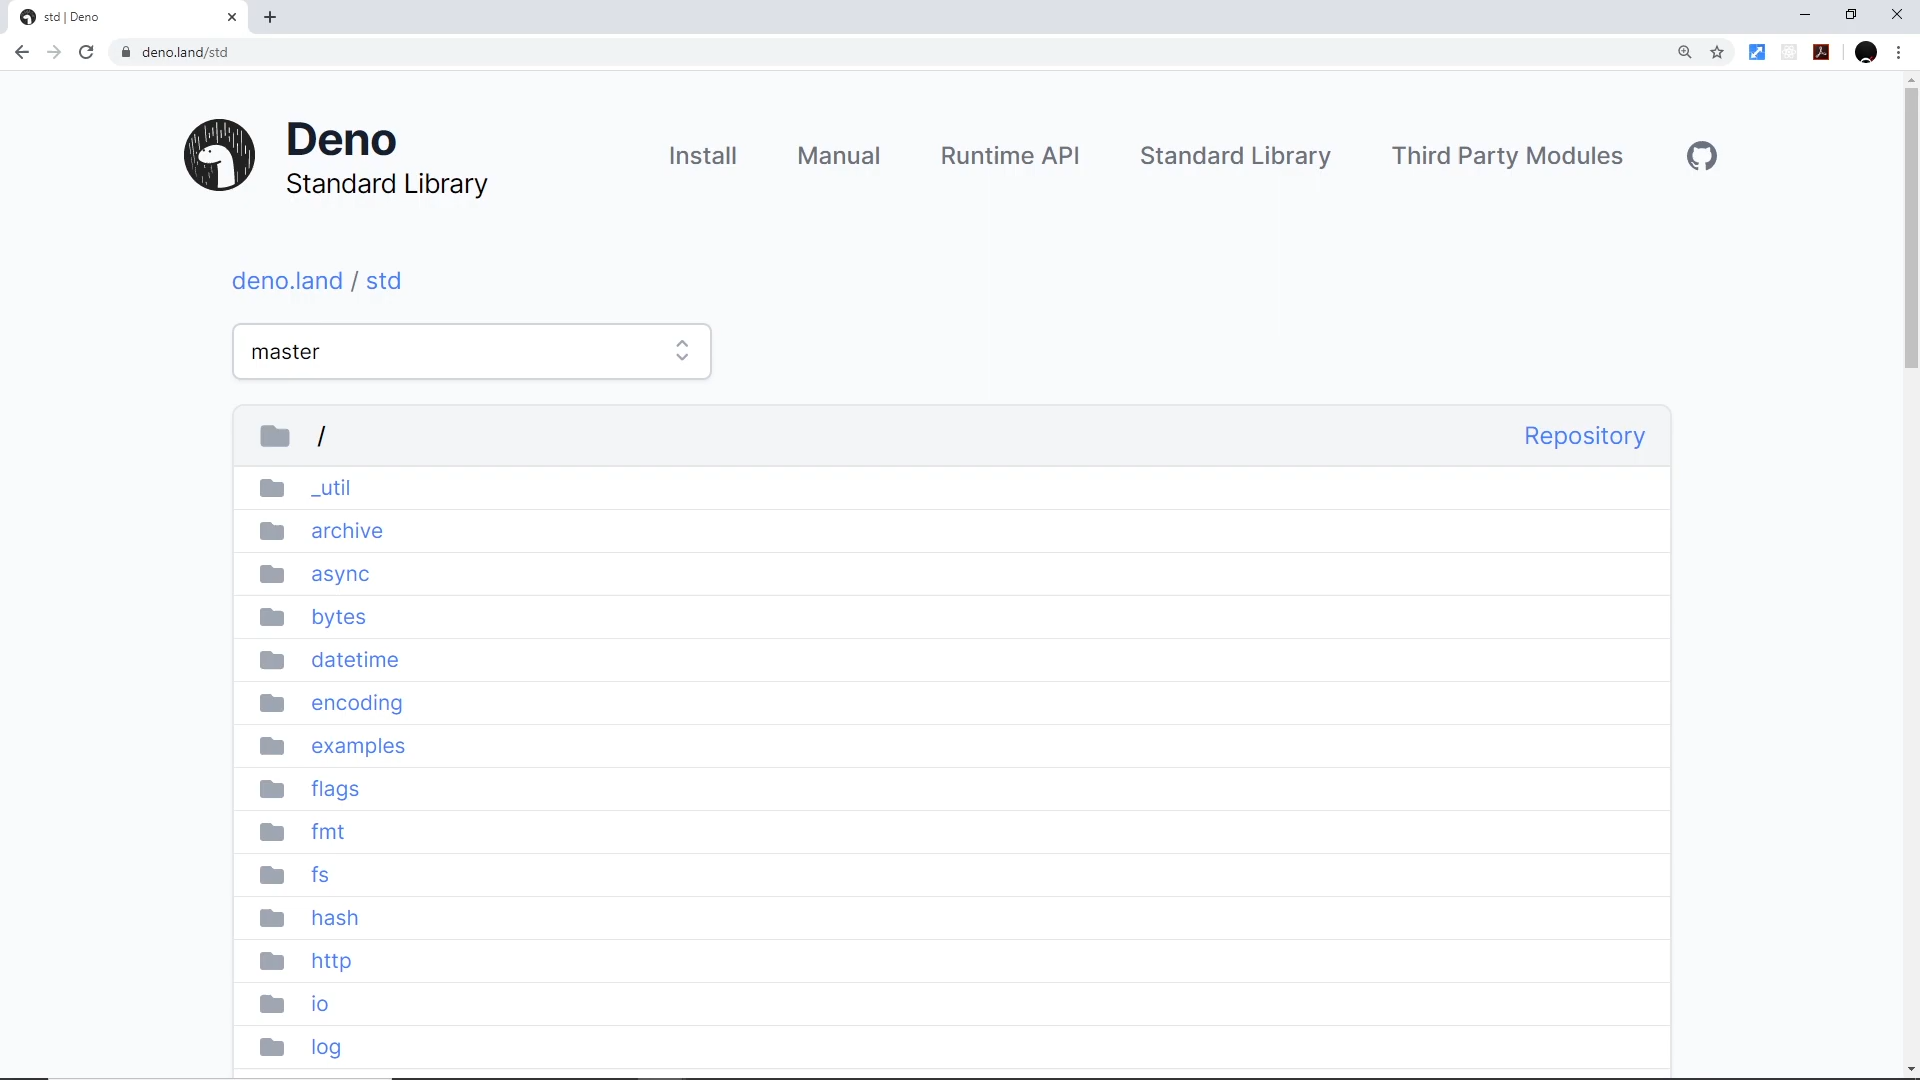 std | Deno
deno.land/std
Deno
Standard Library
Install
Manual
Runtime API
Standard Library
Third Party Modules
deno.land / std
master
/
Repository
_util
archive
async
bytes
datetime
encoding
examples
flags
fmt
fs
hash
http
io
log